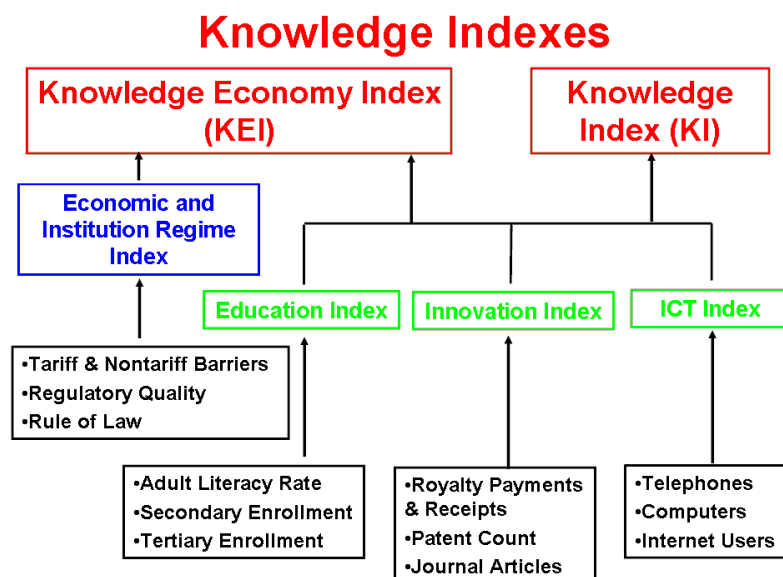 Knowledge Indexes
Knowledge Economy Index
(KEI)
Knowledge
Index (KI)
Economic and
Institution Regime
Index
Education Index
Innovation Index
ICT Index
•Tariff & Nontariff Barriers
•Regulatory Quality
•Rule of Law
•Adult Literacy Rate
•Secondary Enrollment
•Tertiary Enrollment
•Royalty Payments
& Receipts
•Patent Count
•Journal Articles
•Telephones
•Computers
•Internet Users